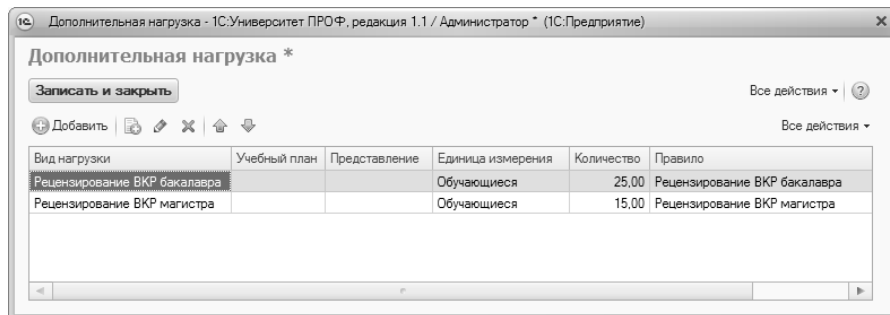 Дополнительная нагрузка - 1С:Университет ПРОФ, редакция 1.1 / Администратор * (1С:Предприятие)
Дополнительная нагрузка *
Записать и закрыть Все действия ?
Добавить Все действия
Вид нагрузки Учебный план Представление Единица измерения Количество Правило
Рецензирование ВКР бакалавра Обучающиеся 25,00 Рецензирование ВКР бакалавра
Рецензирование ВКР магистра Обучающиеся 15,00 Рецензирование ВКР магистра